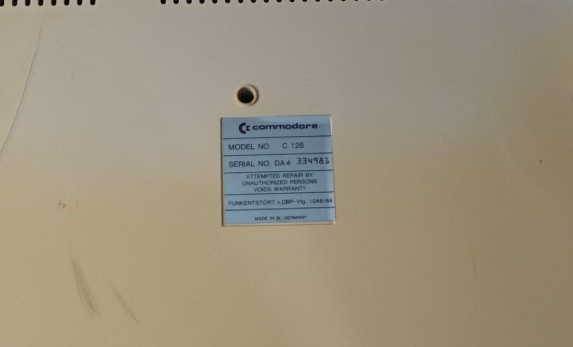 commodore
MODEL NO. C 128
SERIAL NO. DA4 334981
ATTEMPTED REPAIR BY
UNAUTHORIZED PERSONS
VOIDS WARRANTY
FUNKENTSTÖRT n.DBP-Vfg. 1046/84
MADE IN W.-GERMANY